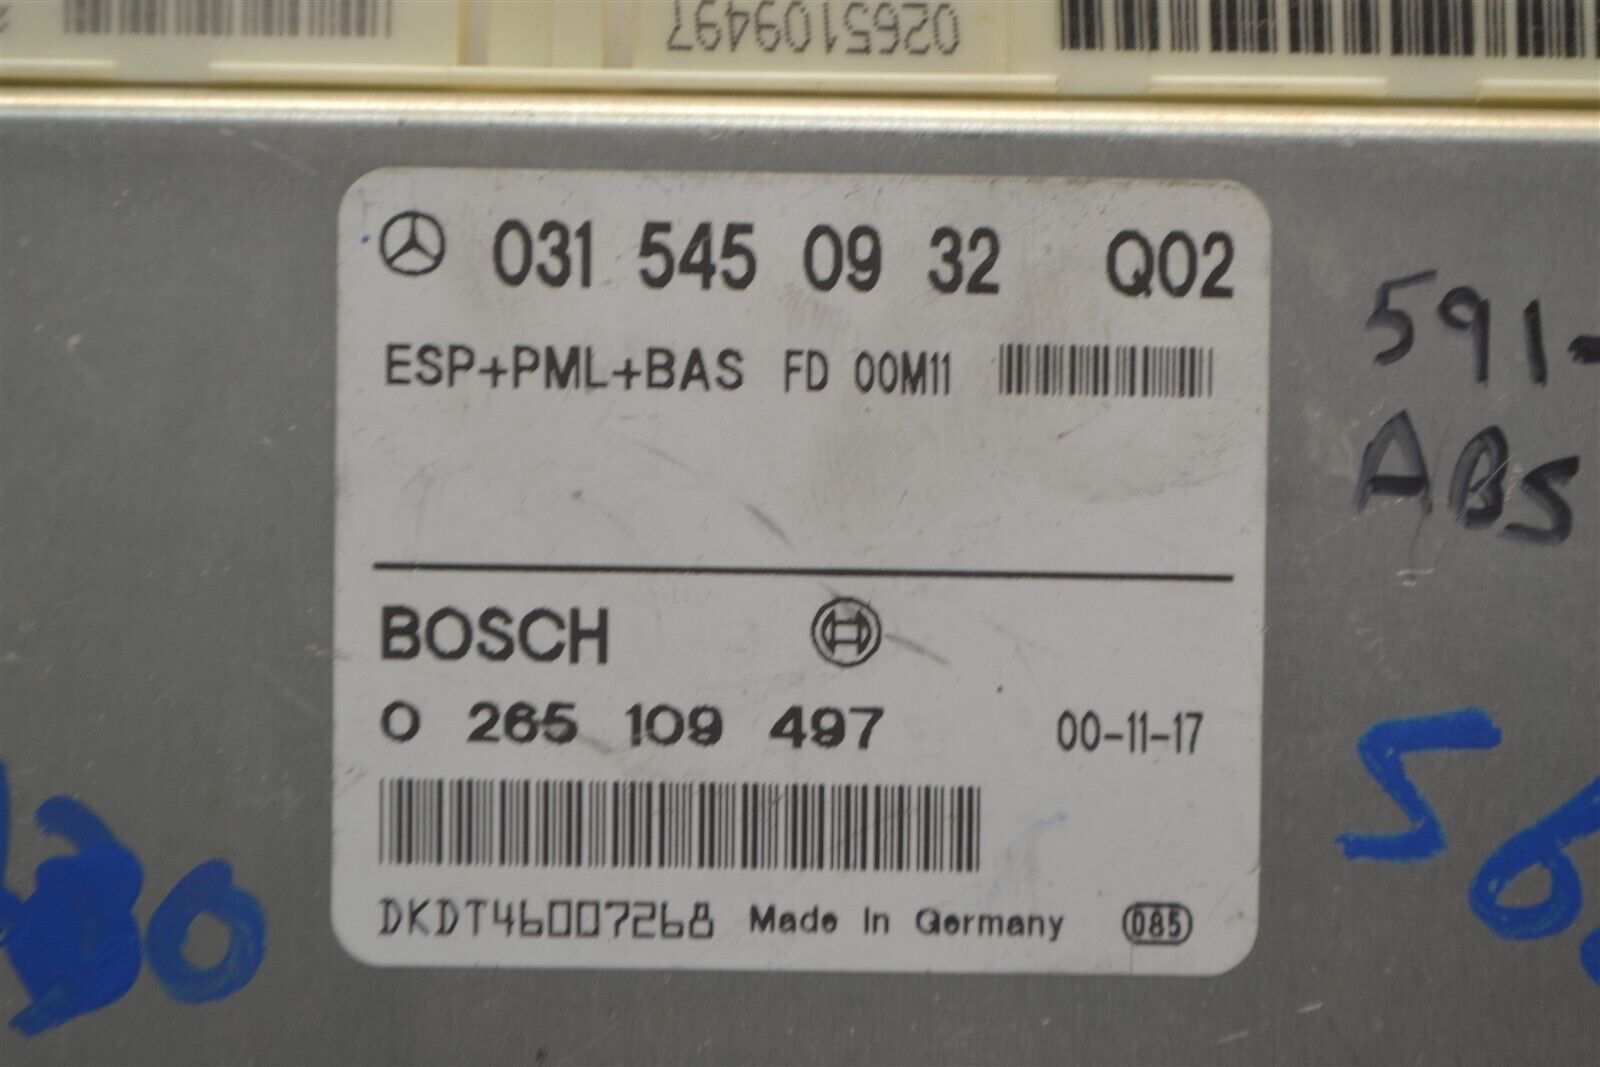 0265109497
031 545 09 32 Q02
ESP+PML+BAS FD 00M11
591-
ABS
BOSCH
0 265 109 497 00-11-17
DKDT46007268 Made In Germany 085